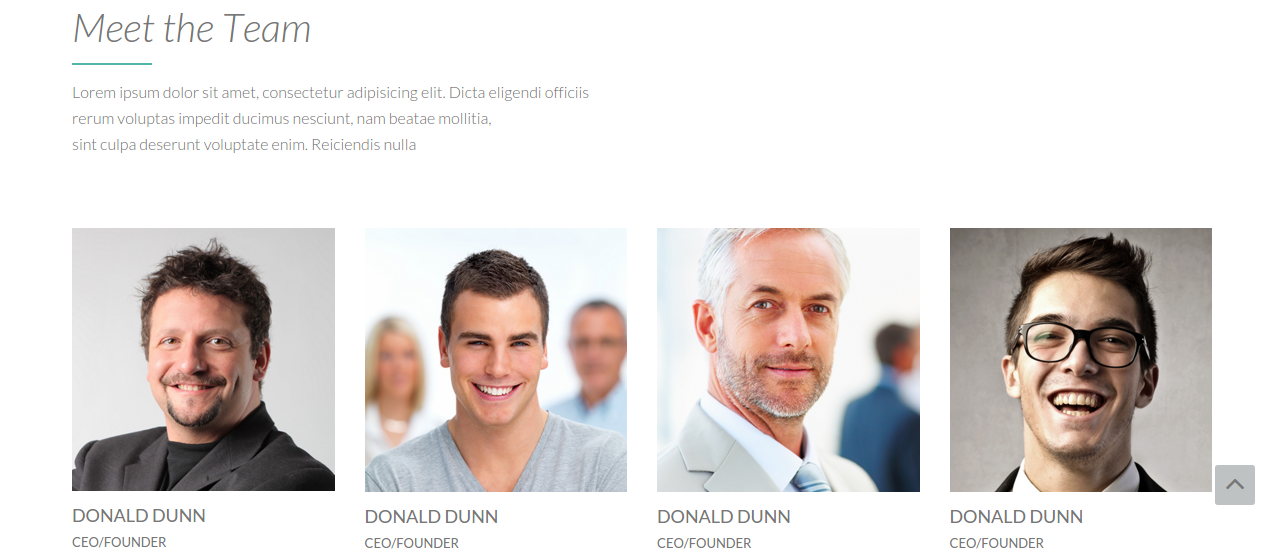 Meet the Team
Lorem ipsum dolor sit amet, consectetur adipisicing elit. Dicta eligendi officiis
rerum voluptas impedit ducimus nesciunt, nam beatae mollitia,
sint culpa deserunt voluptate enim. Reiciendis nulla
DONALD DUNN
CEO/FOUNDER
DONALD DUNN
CEO/FOUNDER
DONALD DUNN
CEO/FOUNDER
DONALD DUNN
CEO/FOUNDER